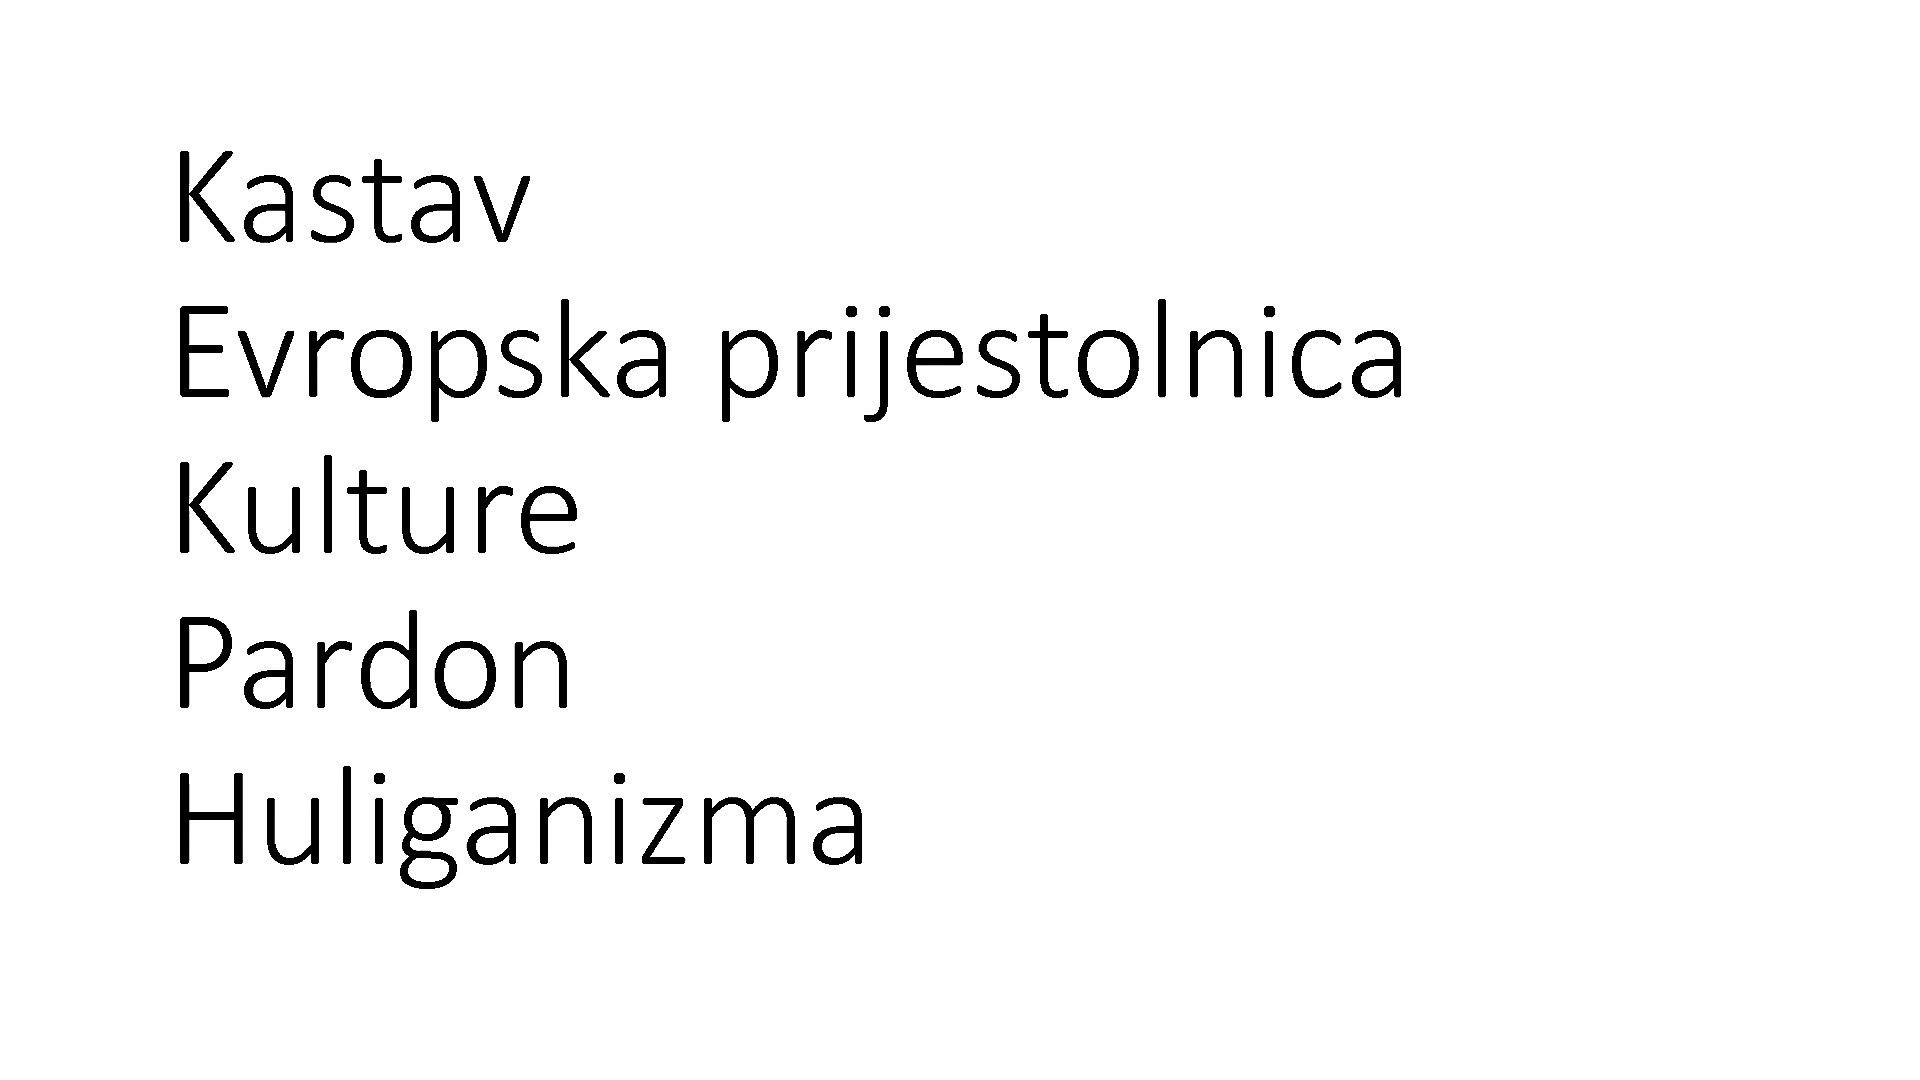 Kastav
Evropska prijestolnica
Kulture
Pardon
Huliganizma